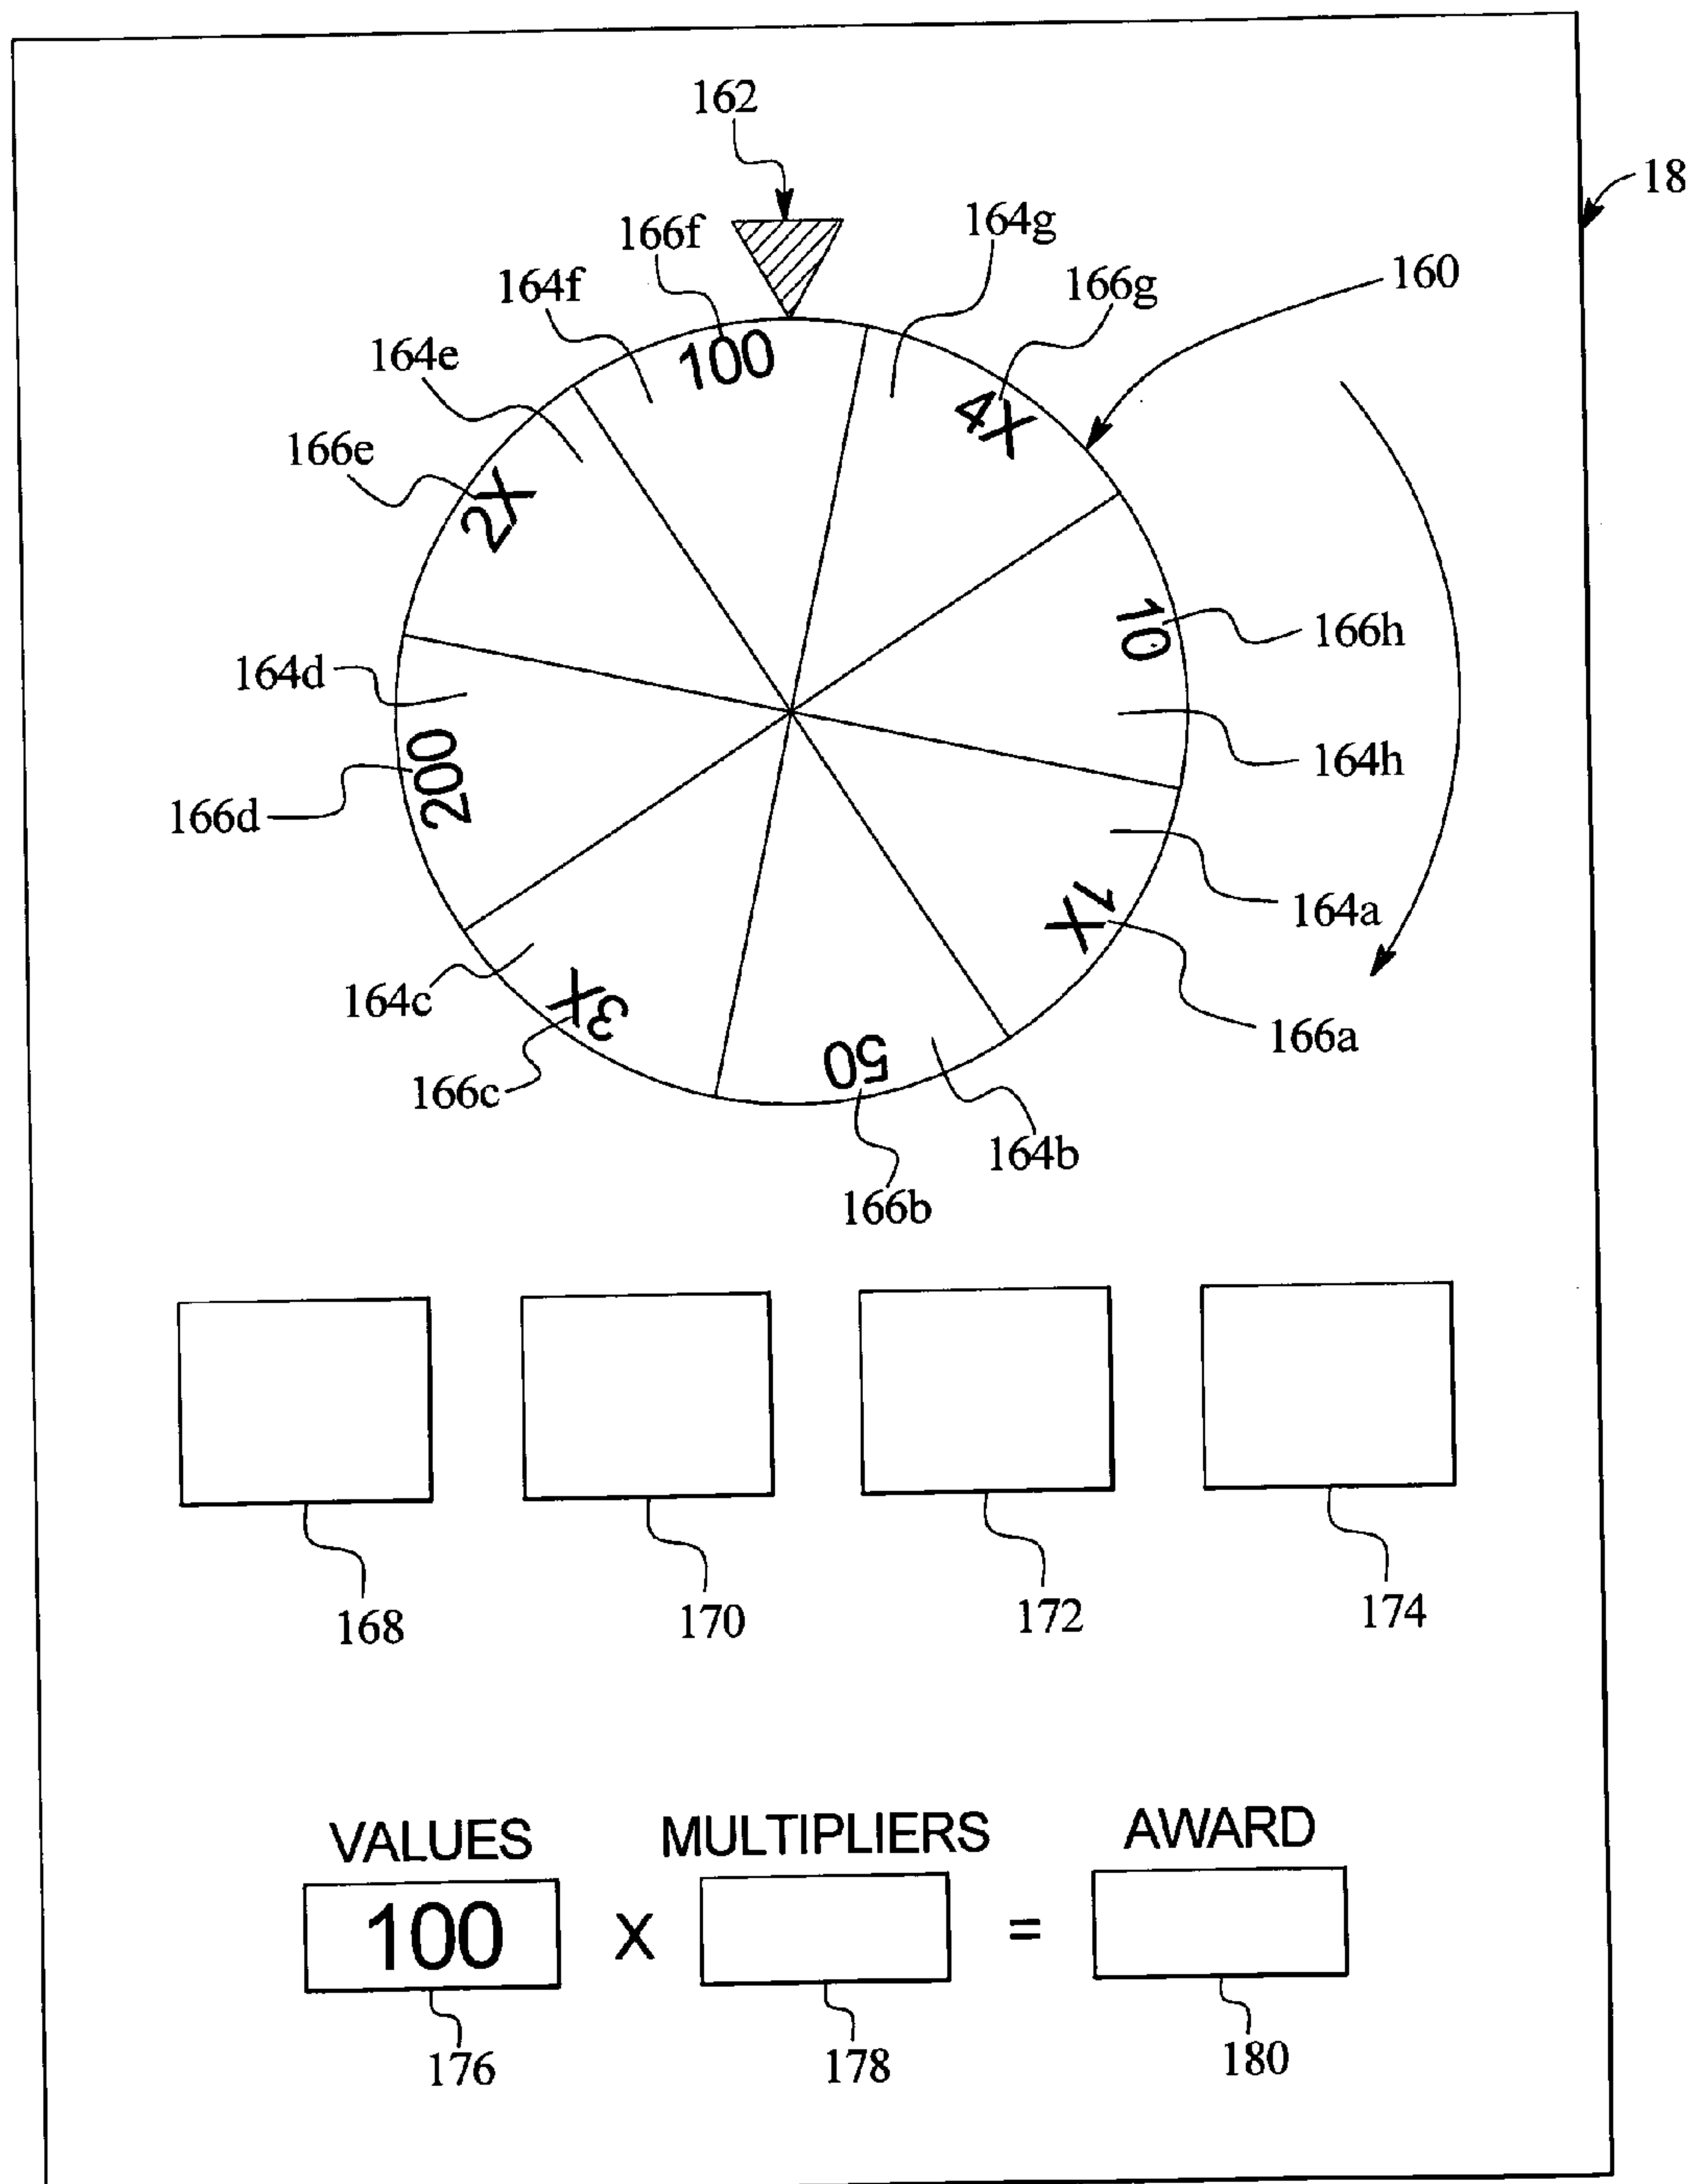 162
18
166f
164g
160
164f
166g
164e
100
4X
166e
2X
10
166h
164d
164h
200
166d
164a
1X
164c
3X
166a
50
166c
164b
166b
168
170
172
174
VALUES MULTIPLIERS AWARD
100 X =
176
178
180